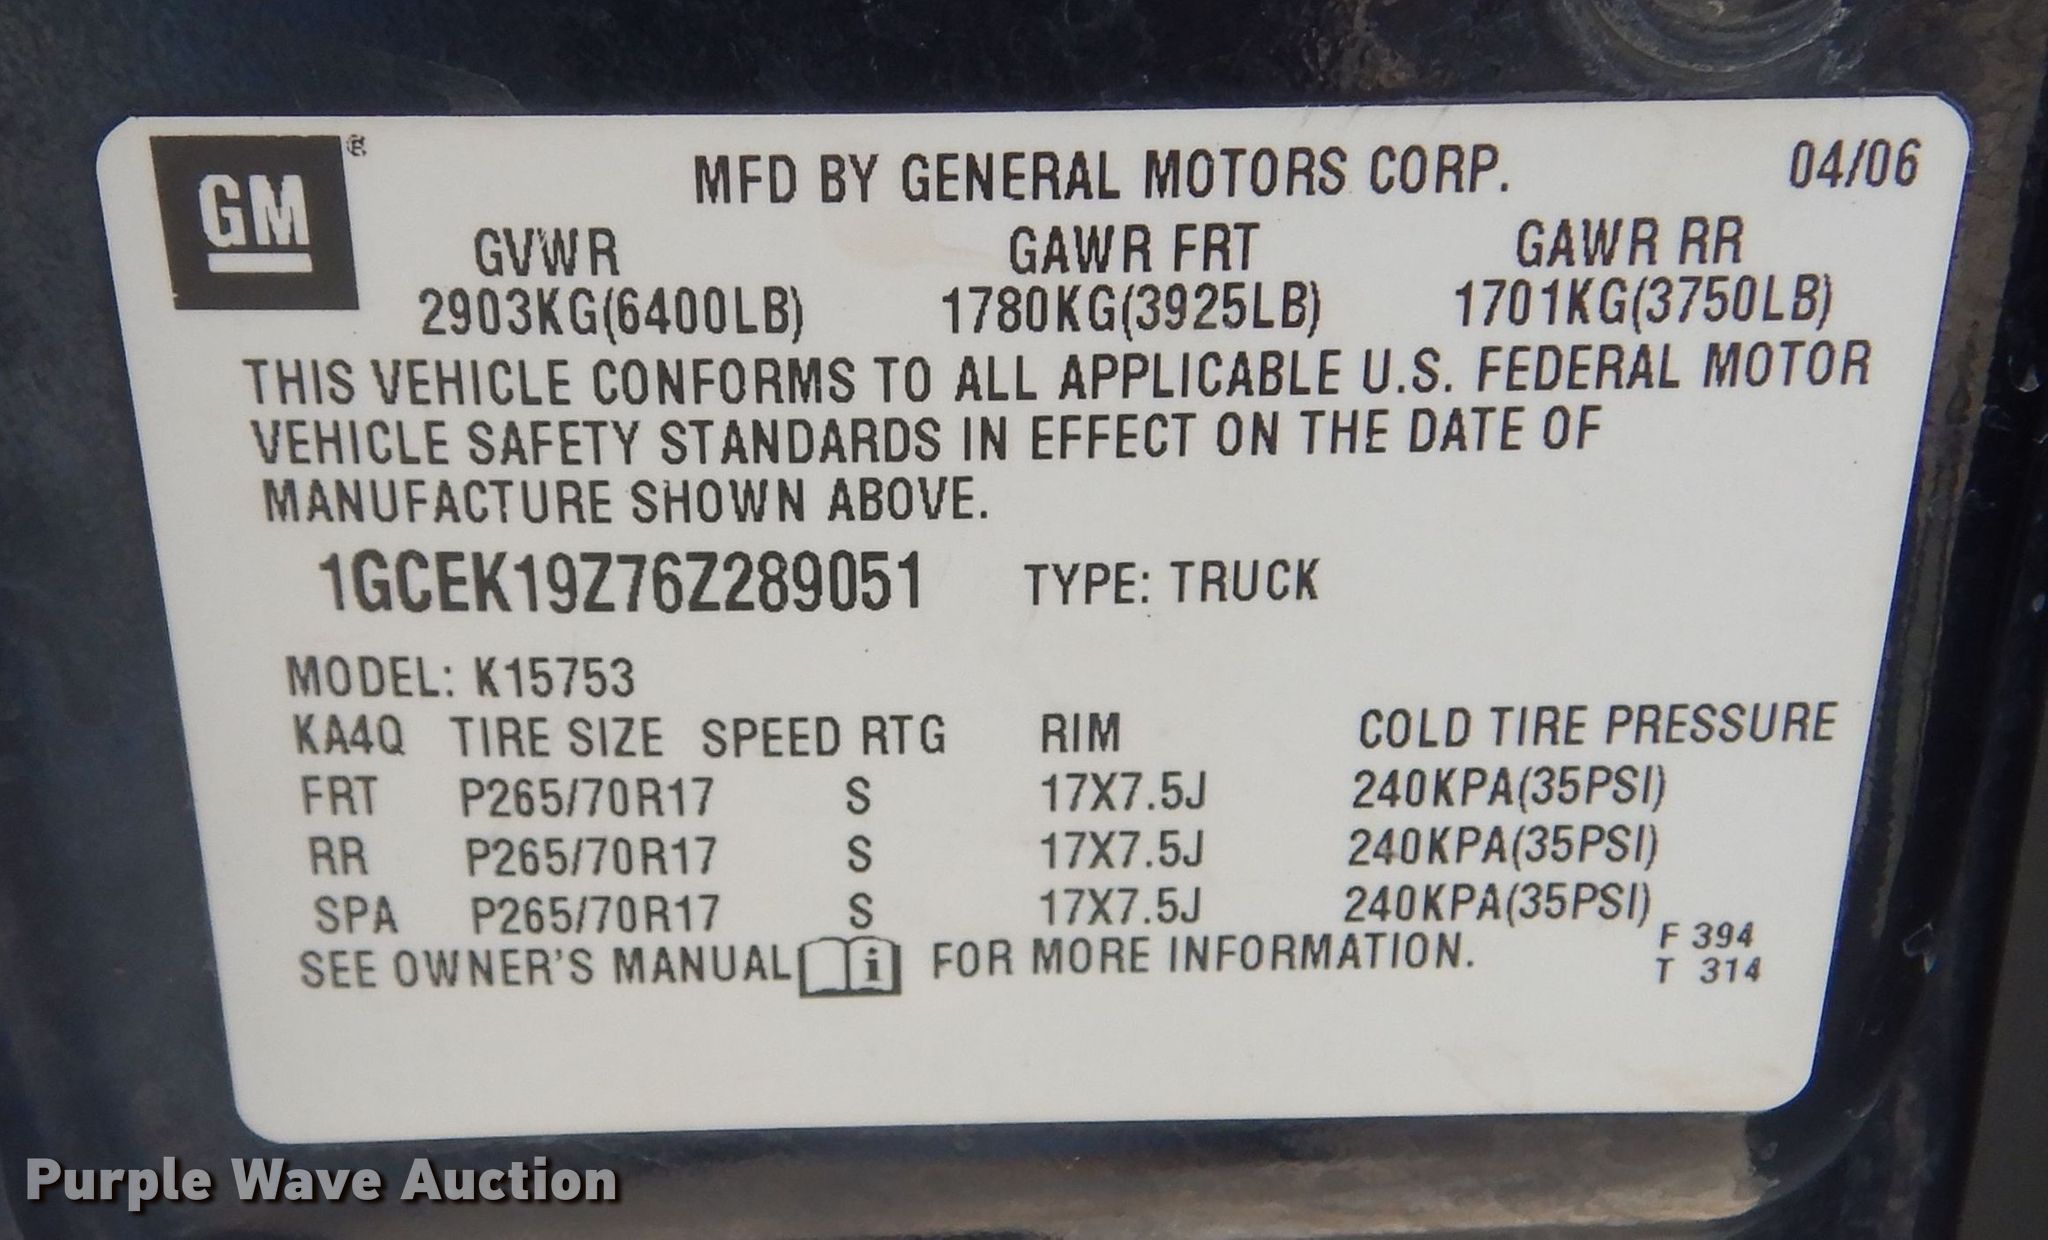 GM ®
MFD BY GENERAL MOTORS CORP. 04/06
GVWR GAWR FRT GAWR RR
2903KG(6400LB) 1780KG(3925LB) 1701KG(3750LB)
THIS VEHICLE CONFORMS TO ALL APPLICABLE U.S. FEDERAL MOTOR
VEHICLE SAFETY STANDARDS IN EFFECT ON THE DATE OF
MANUFACTURE SHOWN ABOVE.
1GCEK19Z76Z289051 TYPE: TRUCK
MODEL: K15753
KA4Q TIRE SIZE SPEED RTG RIM COLD TIRE PRESSURE
FRT P265/70R17 S 17X7.5J 240KPA(35PSI)
RR P265/70R17 S 17X7.5J 240KPA(35PSI)
SPA P265/70R17 S 17X7.5J 240KPA(35PSI)
SEE OWNER'S MANUAL i FOR MORE INFORMATION.
F 394
T 314
Purple Wave Auction